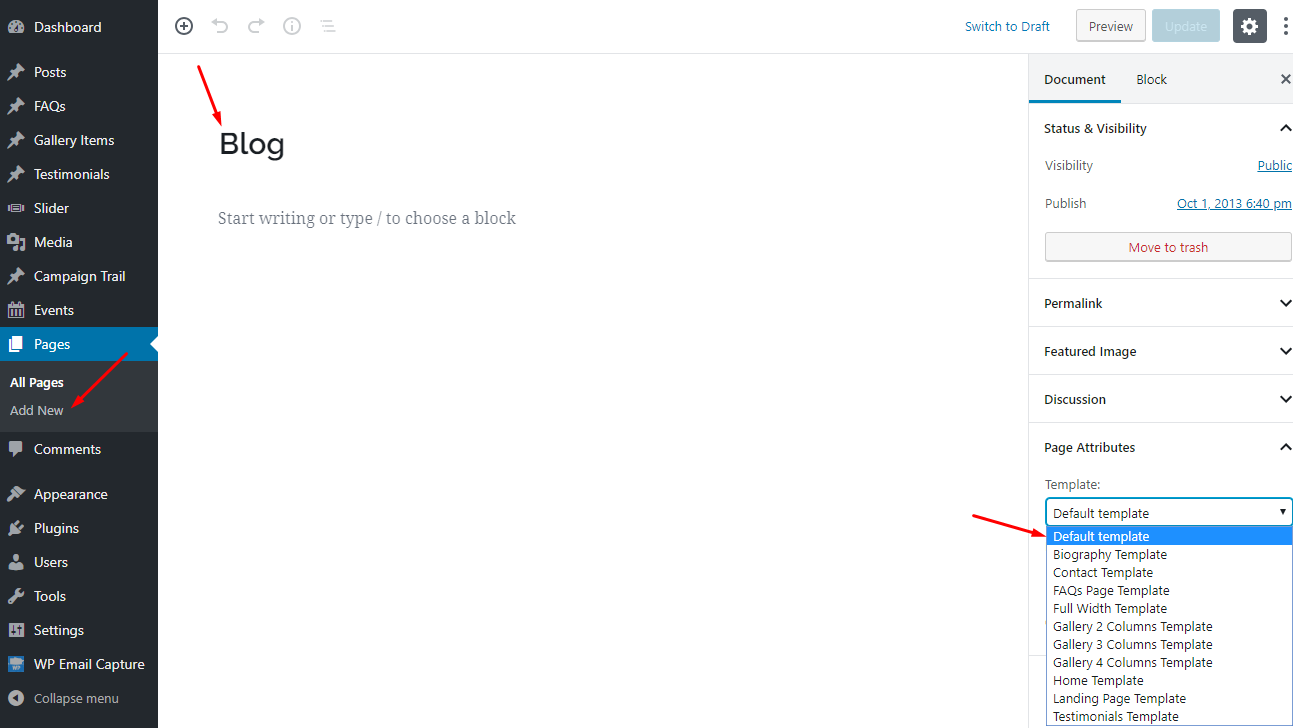 Dashboard
Posts
FAQs
Gallery Items
Testimonials
Slider
Media
Campaign Trail
Events
Pages
All Pages
Add New
Comments
Appearance
Plugins
Users
Tools
Settings
WP Email Capture
Collapse menu
Switch to Draft
Preview
Update
Blog
Start writing or type / to choose a block
Document Block
Status & Visibility
Visibility Public
Publish Oct 1, 2013 6:40 pm
Move to trash
Permalink
Featured Image
Discussion
Page Attributes
Template:
Default template
Default template
Biography Template
Contact Template
FAQs Page Template
Full Width Template
Gallery 2 Columns Template
Gallery 3 Columns Template
Gallery 4 Columns Template
Home Template
Landing Page Template
Testimonials Template